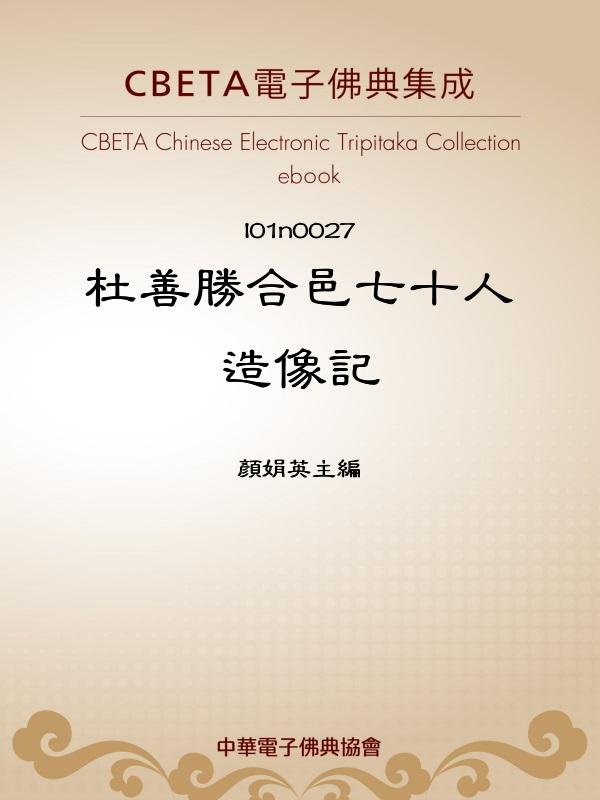 CBETA電子佛典集成
CBETA Chinese Electronic Tripitaka Collection
ebook
I01n0027
杜善勝合邑七十人
造像記
顏娟英主編
中華電子佛典協會